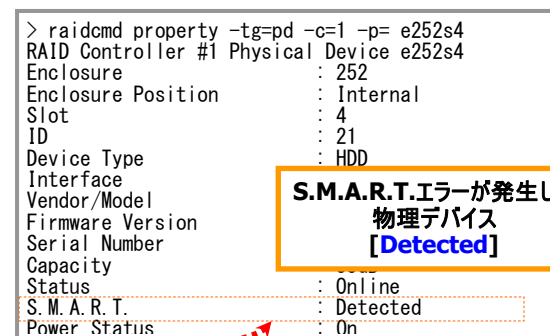 > raidcmd property -tg=pd -c=1 -p= e252s4
RAID Controller #1 Physical Device e252s4
Enclosure : 252
Enclosure Position : Internal
Slot : 4
ID : 21
Device Type : HDD
Interface
Vendor/Model
Firmware Version
Serial Number
Capacity
S.M.A.R.T.エラーが発生し
物理デバイス
[Detected]
Status : Online
S.M.A.R.T. : Detected
Power Status : On